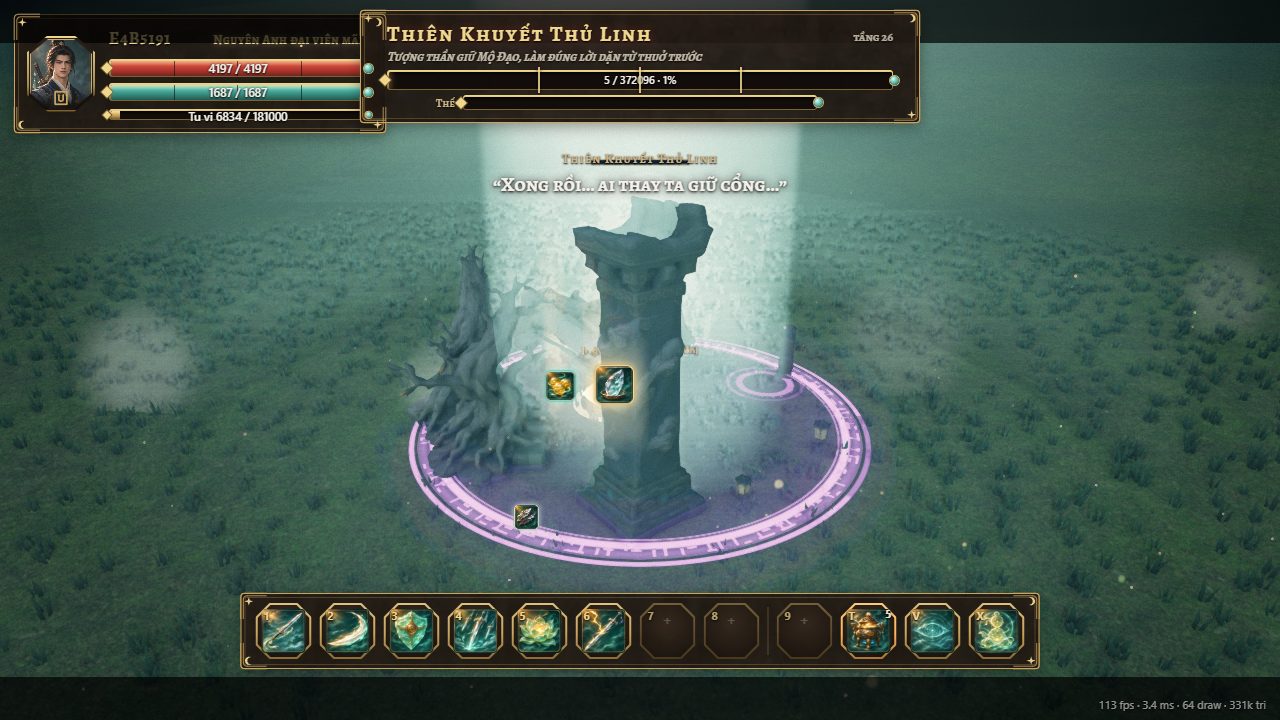 E4B5191
Nguyên Anh đại viên mã
4197 / 4197
1687 / 1687
Tu vi 6834 / 181000
U
Thiên Khuyết Thủ Linh
Tầng 26
Tượng thần giữ Mộ Đạo, làm đúng lời dặn từ thuở trước
5 / 372096 · 1%
Thế
Thiên Khuyết Thủ Linh
“Xong rồi... ai thay ta giữ cổng...”
1 2 3 4 5 6 7 8 9 T 5 V X
113 fps · 3.4 ms · 64 draw · 331k tri